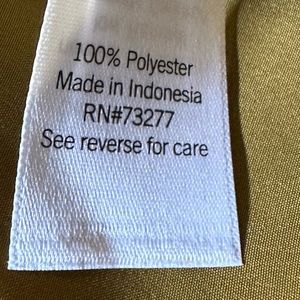 100% Polyester
Made in Indonesia
RN#73277
See reverse for care